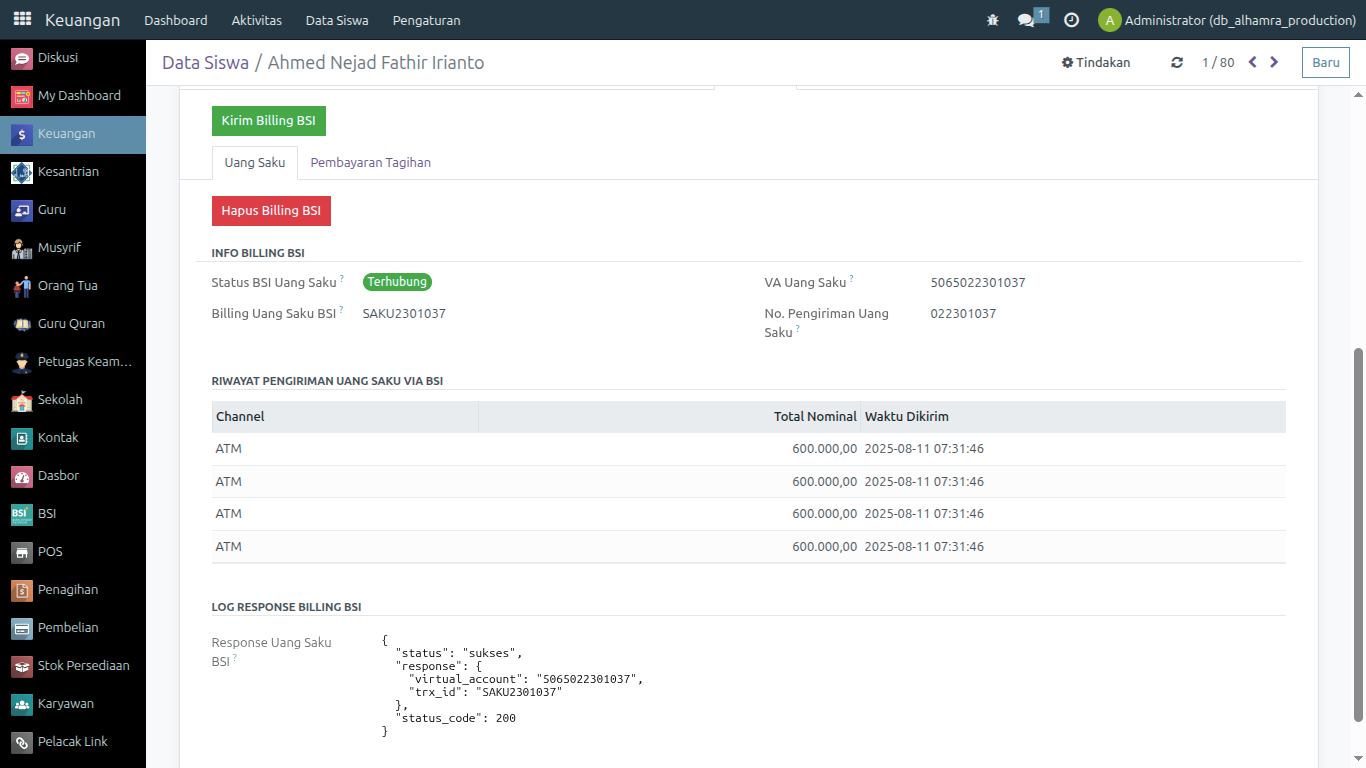 Keuangan
Dashboard
Aktivitas
Data Siswa
Pengaturan
1
A
Administrator (db_alhamra_production)
Diskusi
My Dashboard
Keuangan
Kesantrian
Guru
Musyrif
Orang Tua
Guru Quran
Petugas Keam...
Sekolah
Kontak
Dasbor
BSI
BSI
POS
Penagihan
Pembelian
Stok Persediaan
Karyawan
Pelacak Link
Data Siswa / Ahmed Nejad Fathir Irianto
Tindakan
1 / 80
Baru
Kirim Billing BSI
Uang Saku
Pembayaran Tagihan
Hapus Billing BSI
INFO BILLING BSI
Status BSI Uang Saku ?
Terhubung
VA Uang Saku ?
5065022301037
Billing Uang Saku BSI ?
SAKU2301037
No. Pengiriman Uang
Saku ?
022301037
RIWAYAT PENGIRIMAN UANG SAKU VIA BSI
Channel Total Nominal Waktu Dikirim
ATM 600.000,00 2025-08-11 07:31:46
ATM 600.000,00 2025-08-11 07:31:46
ATM 600.000,00 2025-08-11 07:31:46
ATM 600.000,00 2025-08-11 07:31:46
LOG RESPONSE BILLING BSI
Response Uang Saku
BSI ?
{
"status": "sukses",
"response": {
"virtual_account": "5065022301037",
"trx_id": "SAKU2301037"
},
"status_code": 200
}